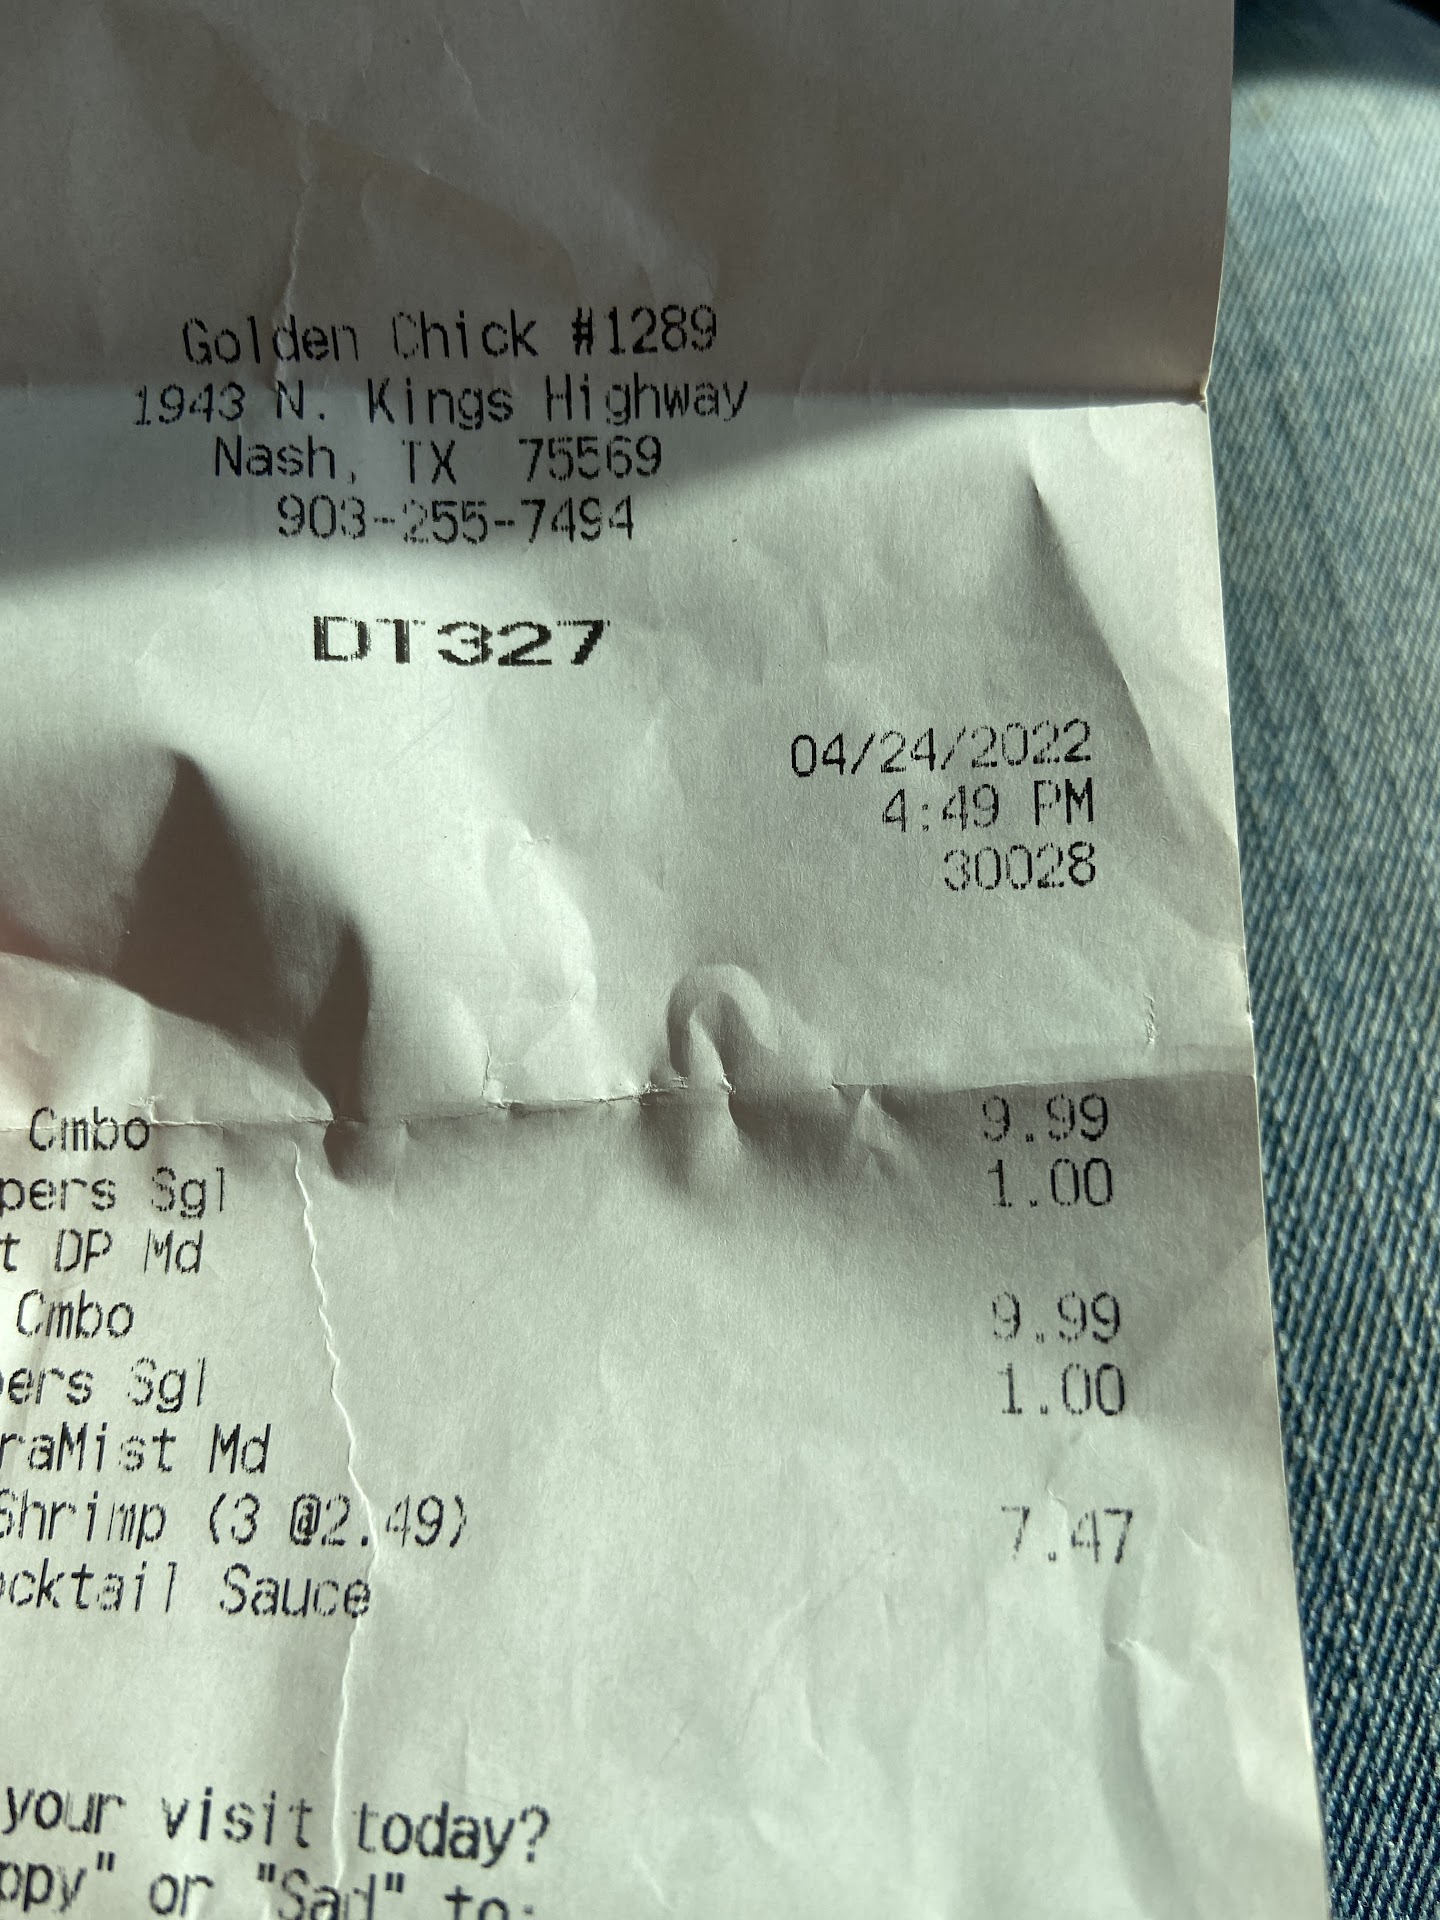 Golden Chick #1289
1943 N. Kings Highway
Nash, TX 75569
903-255-7494
DT327
04/24/2022
4:49 PM
30028
Cmbo 9.99
pers Sgl 1.00
t DP Md
Cmbo 9.99
ers Sgl 1.00
raMist Md
Shrimp (3 @2.49) 7.47
ocktail Sauce
your visit today?
ppy" or "Sad" to: